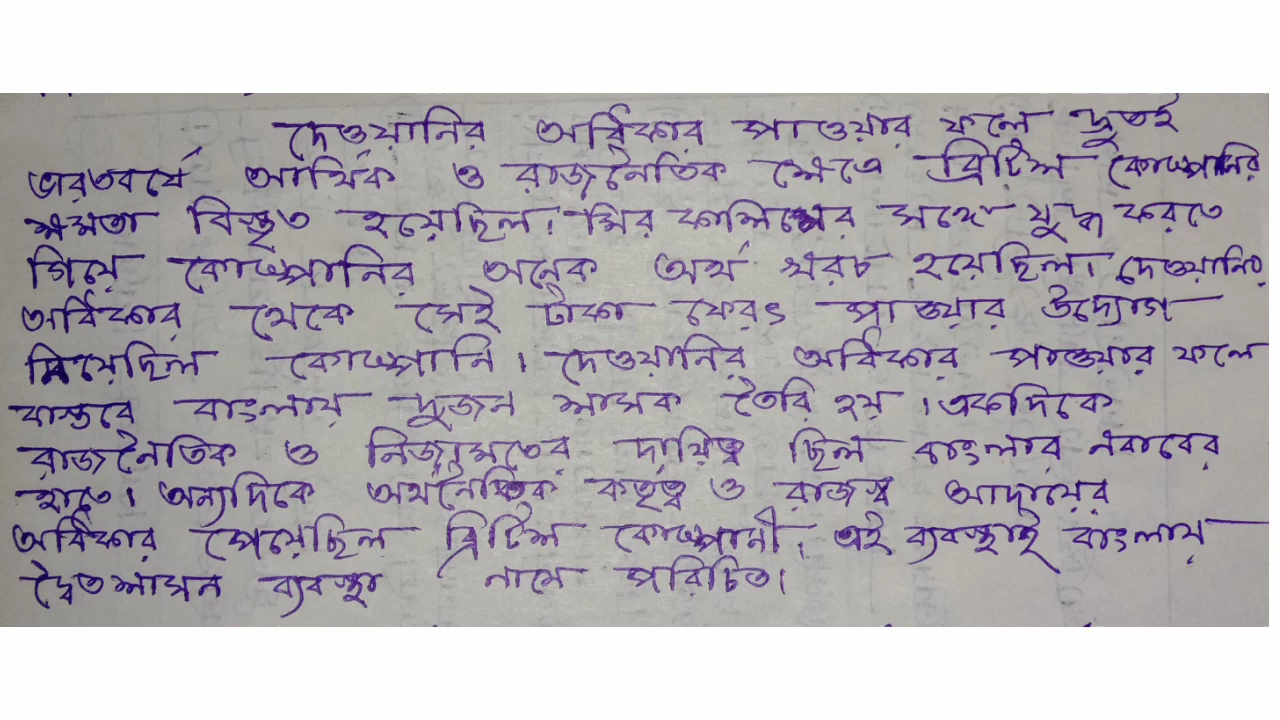 দেওয়ানির অধিকার পাওয়ার ফলে দ্রুতই
ভারতবর্ষে আর্থিক ও রাজনৈতিক ক্ষেত্রে ব্রিটিশ কোম্পানির
ক্ষমতা বিস্তৃত হয়েছিল। মির কাশিমের সঙ্গে যুদ্ধ করতে
গিয়ে কোম্পানির অনেক অর্থ খরচ হয়েছিল। দেওয়ানির
অধিকার থেকে সেই টাকা ফেরৎ পাওয়ার উদ্যোগ
নিয়েছিল কোম্পানি। দেওয়ানির অধিকার পাওয়ার ফলে
বাস্তবে বাংলায় দুজন শাসক তৈরি হয়। একদিকে
রাজনৈতিক ও নিজামতের দায়িত্ব ছিল বাংলার নবাবের
হাতে। অন্যদিকে অর্থনৈতিক কর্তৃত্ব ও রাজস্ব আদায়ের
অধিকার পেয়েছিল ব্রিটিশ কোম্পানী। এই ব্যবস্থাই বাংলায়
দ্বৈতশাসন ব্যবস্থা নামে পরিচিত।